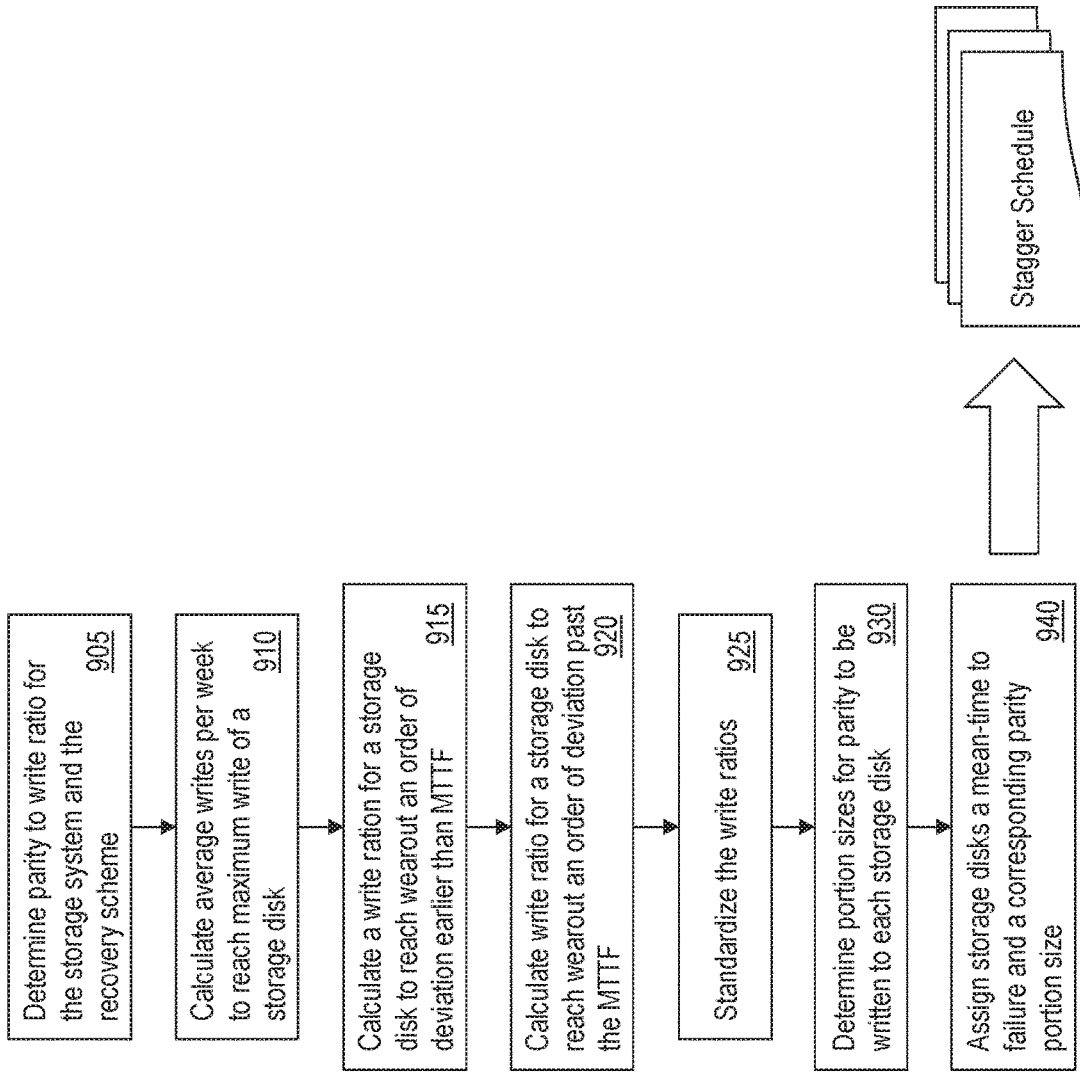 Determine parity to write ratio for
the storage system and the
recovery scheme
905
Calculate average writes per week
to reach maximum write of a
storage disk
910
Calculate a write ration for a storage
disk to reach wearout an order of
deviation earlier than MTTF
915
Calculate write ratio for a storage disk to
reach wearout an order of deviation past
the MTTF
920
Standardize the write ratios
925
Determine portion sizes for parity to be
written to each storage disk
930
Assign storage disks a mean-time to
failure and a corresponding parity
portion size
940
Stagger Schedule